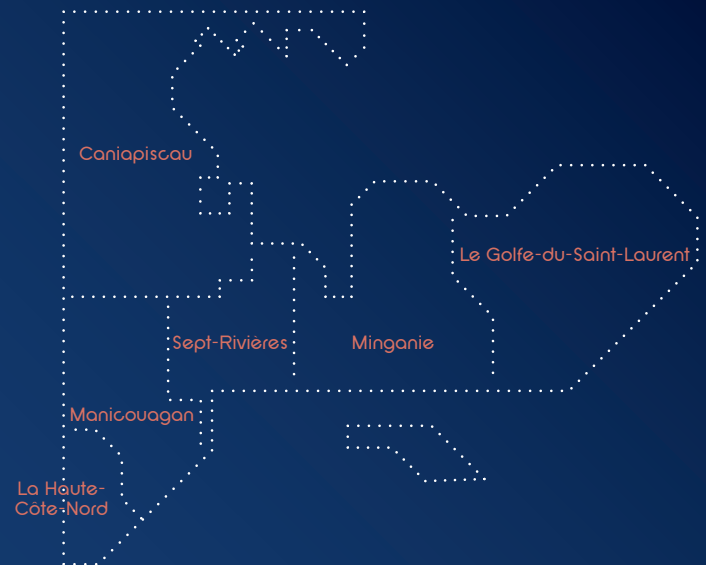 Caniapiscau
Le Golfe-du-Saint-Laurent
Sept-Rivières
Minganie
Manicouagan
La Haute-
Côte-Nord